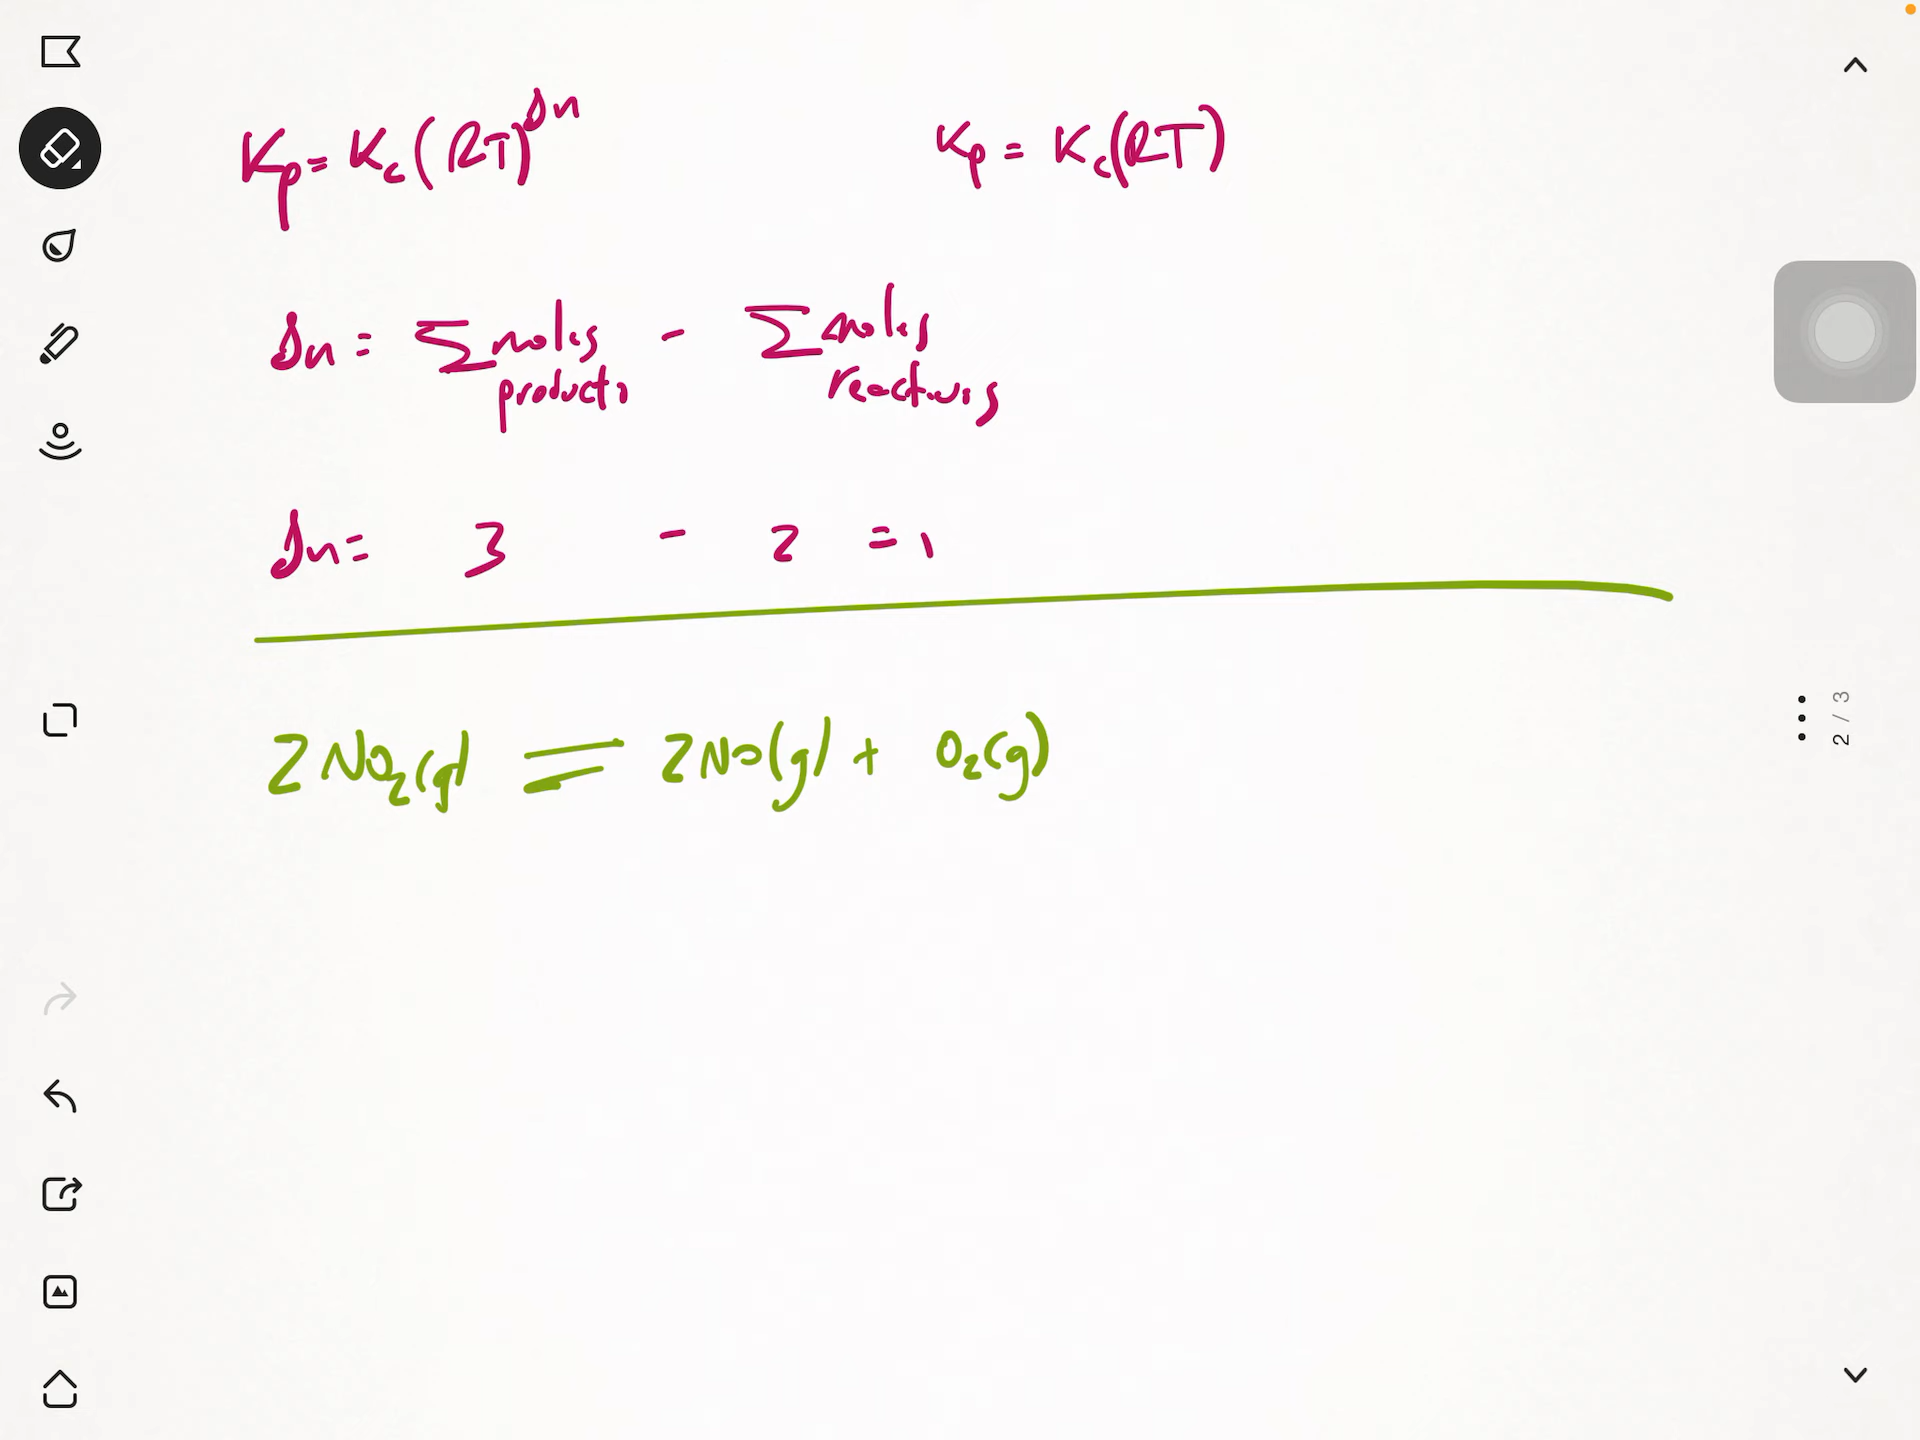 Kp = Kc (RT)^Δn
Kp = Kc(RT)
Δn = Σ moles products - Σ moles reactants
Δn = 3 - 2 = 1
2NO₂(g) ⇌ 2NO(g) + O₂(g)
2 / 3